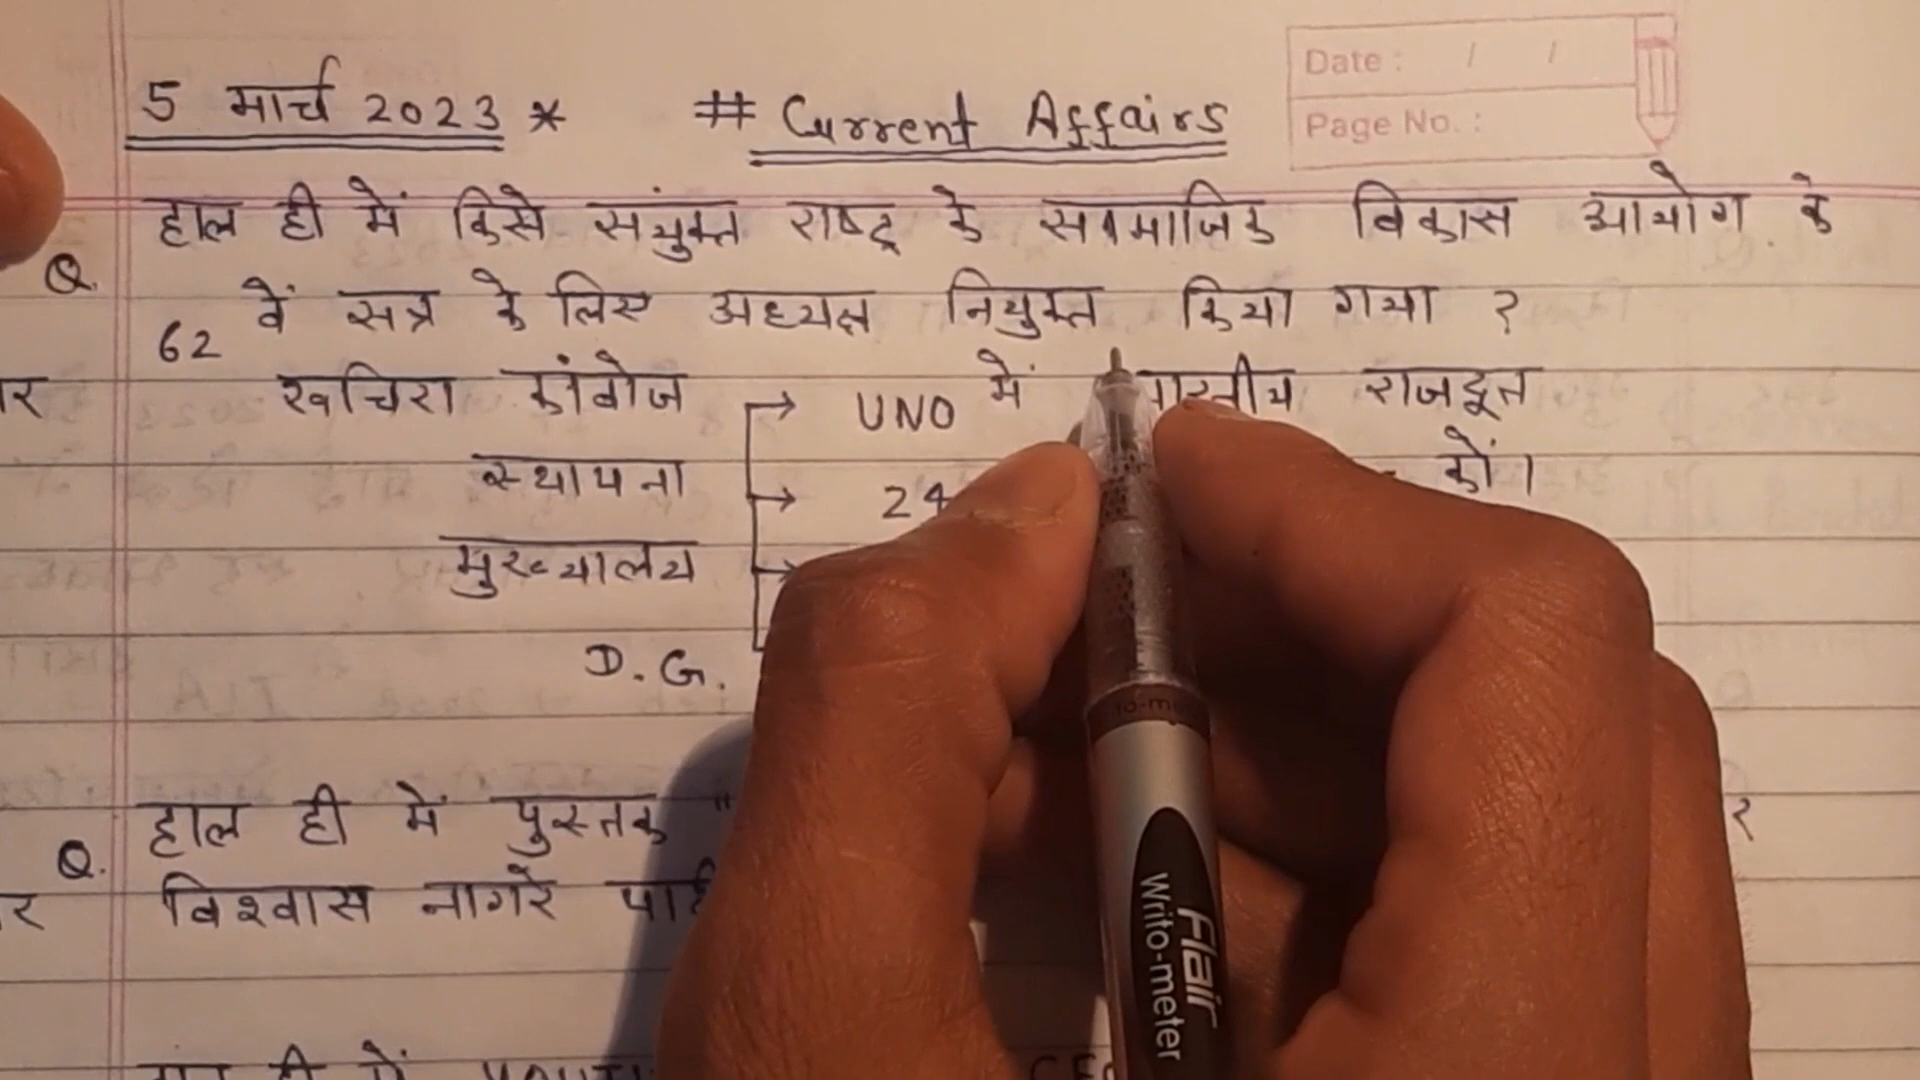 Date : / /
Page No. :
5 मार्च 2023 * # Current Affairs
हाल ही में किसे संयुक्त राष्ट्र के सामाजिक विकास आयोग के
Q.
62 वें सत्र के लिए अध्यक्ष नियुक्त किया गया ?
रूचिरा कांबोज → UNO में राजदूत
स्थापना → 24 को।
मुख्यालय →
D.G.
हाल ही में पुस्तक "
Q.
विश्वास नागरे
Flair
Writo-meter